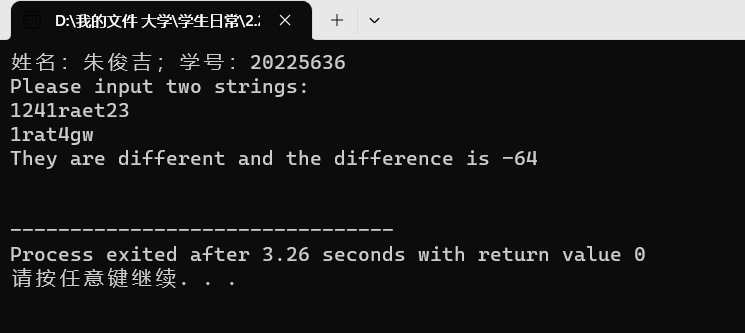 D:\我的文件 大学\学生日常\2.2
姓名：朱俊吉；学号：20225636
Please input two strings:
1241raet23
1rat4gw
They are different and the difference is -64
--------------------------------
Process exited after 3.26 seconds with return value 0
请按任意键继续. . .